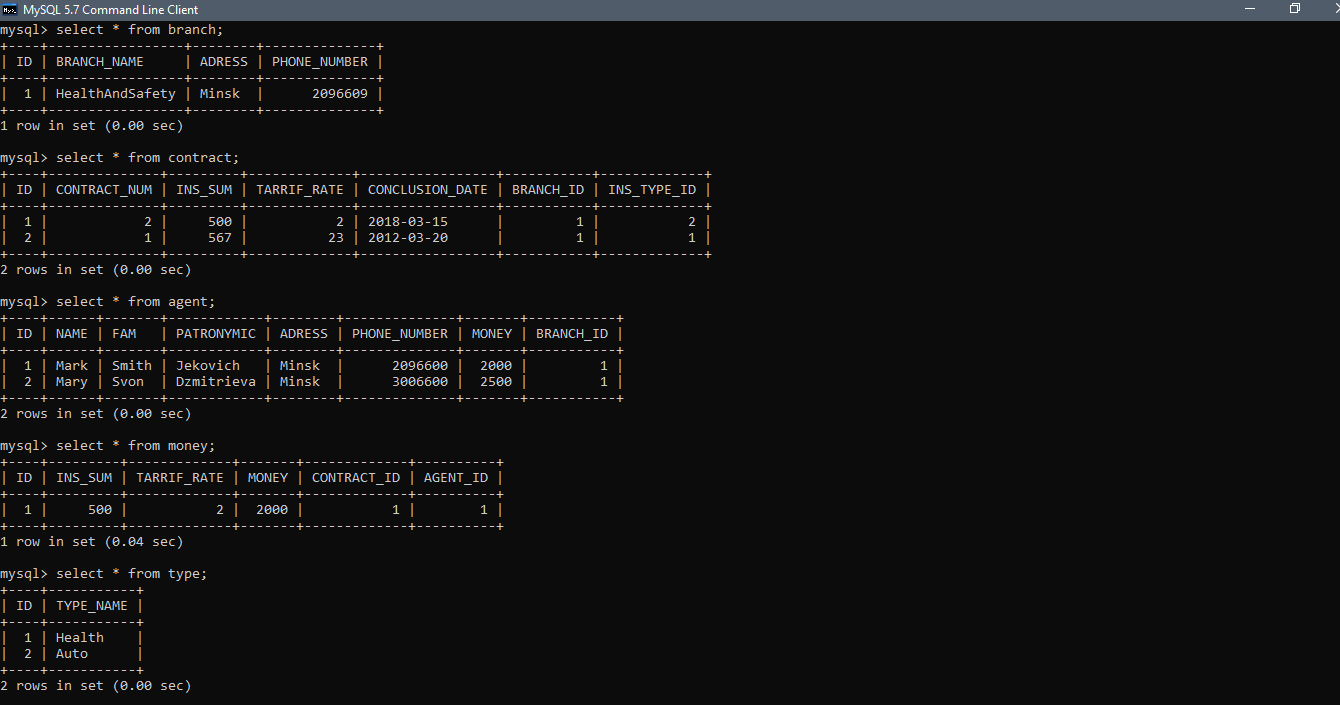 MySQL 5.7 Command Line Client
mysql> select * from branch;
+----+-----------------+--------+--------------+
| ID | BRANCH_NAME     | ADRESS | PHONE_NUMBER |
+----+-----------------+--------+--------------+
|  1 | HealthAndSafety | Minsk  |      2096609 |
+----+-----------------+--------+--------------+
1 row in set (0.00 sec)
mysql> select * from contract;
+----+--------------+---------+-------------+-----------------+-----------+-------------+
| ID | CONTRACT_NUM | INS_SUM | TARRIF_RATE | CONCLUSION_DATE | BRANCH_ID | INS_TYPE_ID |
+----+--------------+---------+-------------+-----------------+-----------+-------------+
|  1 |            2 |     500 |           2 | 2018-03-15      |         1 |           2 |
|  2 |            1 |     567 |          23 | 2012-03-20      |         1 |           1 |
+----+--------------+---------+-------------+-----------------+-----------+-------------+
2 rows in set (0.00 sec)
mysql> select * from agent;
+----+------+-------+------------+--------+--------------+-------+-----------+
| ID | NAME | FAM   | PATRONYMIC | ADRESS | PHONE_NUMBER | MONEY | BRANCH_ID |
+----+------+-------+------------+--------+--------------+-------+-----------+
|  1 | Mark | Smith | Jekovich   | Minsk  |      2096600 |  2000 |         1 |
|  2 | Mary | Svon  | Dzmitrieva | Minsk  |      3006600 |  2500 |         1 |
+----+------+-------+------------+--------+--------------+-------+-----------+
2 rows in set (0.00 sec)
mysql> select * from money;
+----+---------+-------------+-------+-------------+----------+
| ID | INS_SUM | TARRIF_RATE | MONEY | CONTRACT_ID | AGENT_ID |
+----+---------+-------------+-------+-------------+----------+
|  1 |     500 |           2 |  2000 |           1 |        1 |
+----+---------+-------------+-------+-------------+----------+
1 row in set (0.04 sec)
mysql> select * from type;
+----+-----------+
| ID | TYPE_NAME |
+----+-----------+
|  1 | Health    |
|  2 | Auto      |
+----+-----------+
2 rows in set (0.00 sec)